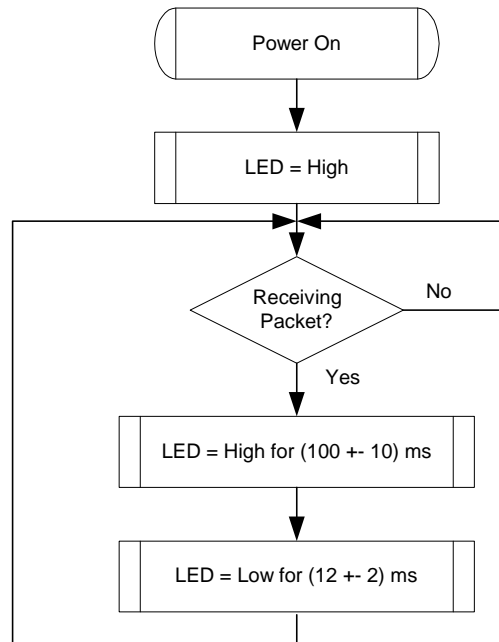 Power On
LED = High
Receiving
Packet?
No
Yes
LED = High for (100 +- 10) ms
LED = Low for (12 +- 2) ms